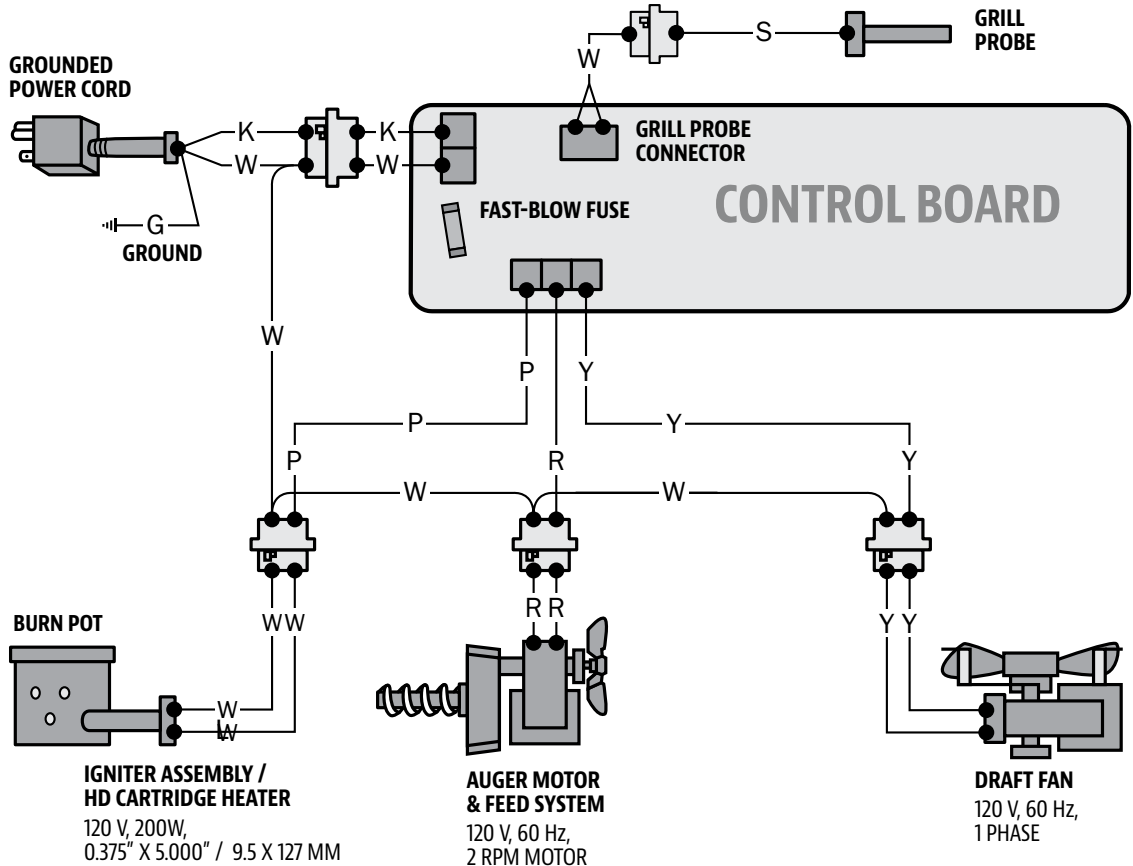 GRILL
PROBE
S
W
GROUNDED
POWER CORD
K
K
W
W
GRILL PROBE
CONNECTOR
CONTROL BOARD
FAST-BLOW FUSE
G
GROUND
W
P
Y
P
Y
P
R
Y
W
W
BURN POT
W W
R R
Y Y
W
W
IGNITER ASSEMBLY /
HD CARTRIDGE HEATER
120 V, 200W,
0.375" X 5.000" / 9.5 X 127 MM
AUGER MOTOR
& FEED SYSTEM
120 V, 60 Hz,
2 RPM MOTOR
DRAFT FAN
120 V, 60 Hz,
1 PHASE